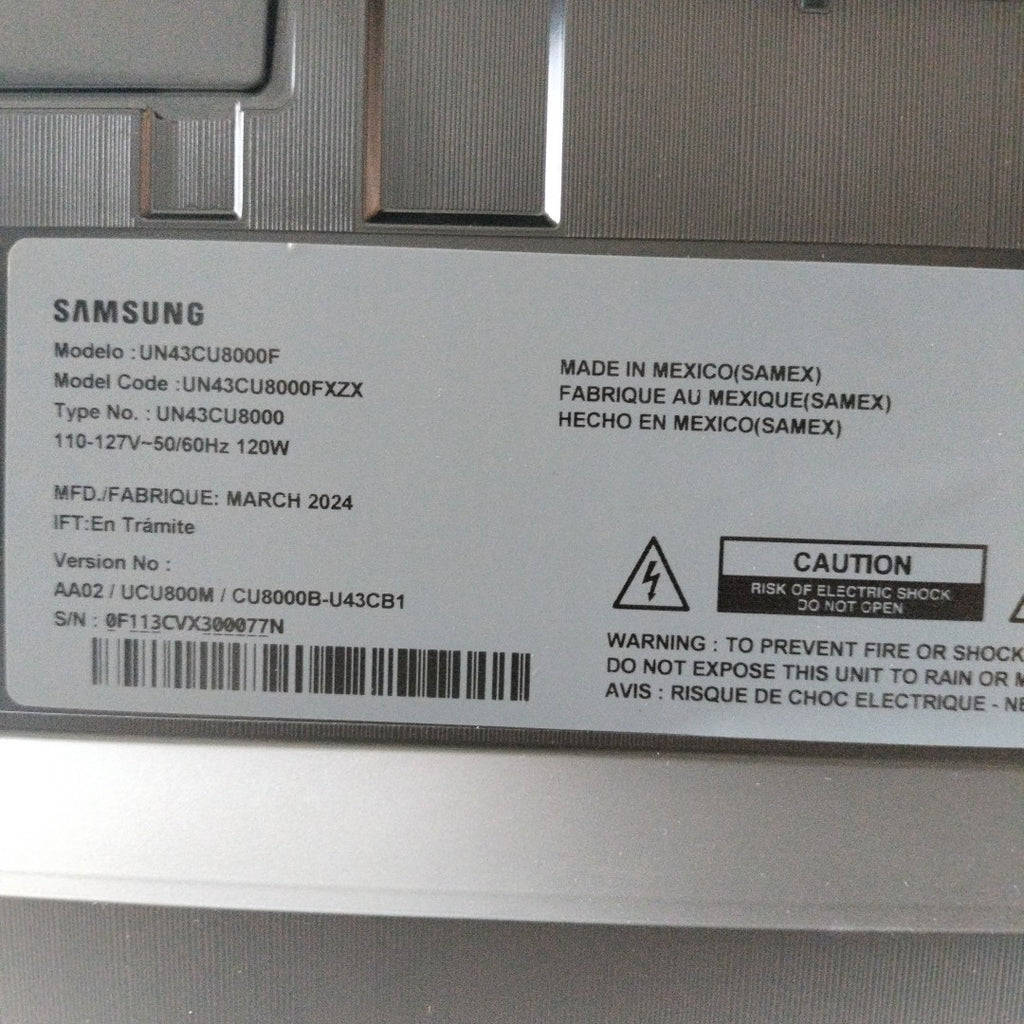 SAMSUNG
Modelo : UN43CU8000F
Model Code : UN43CU8000FXZX
Type No. : UN43CU8000
110-127V~50/60Hz 120W
MFD./FABRIQUE: MARCH 2024
IFT:En Trámite
Version No :
AA02 / UCU800M / CU8000B-U43CB1
S/N : 0F113CVX300077N
MADE IN MEXICO(SAMEX)
FABRIQUE AU MEXIQUE(SAMEX)
HECHO EN MEXICO(SAMEX)
CAUTION
RISK OF ELECTRIC SHOCK
DO NOT OPEN
WARNING : TO PREVENT FIRE OR SHOCK
DO NOT EXPOSE THIS UNIT TO RAIN OR
AVIS : RISQUE DE CHOC ELECTRIQUE -